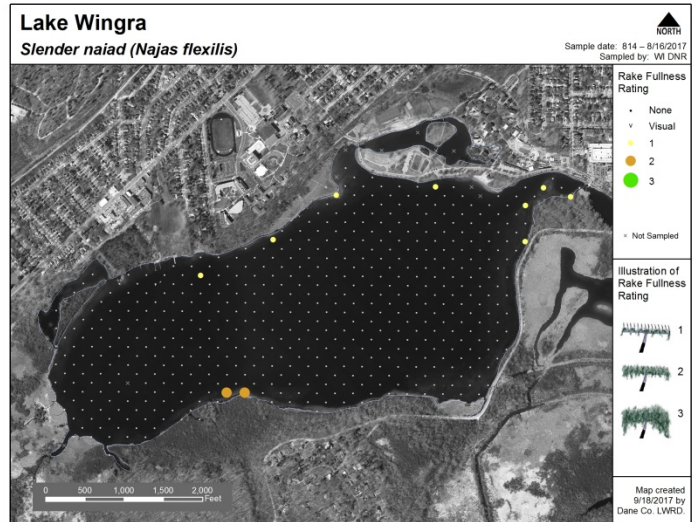 Lake Wingra
Slender naiad (Najas flexilis)
NORTH
Sample date: 814 – 8/16/2017
Sampled by: WI DNR
Rake Fullness
Rating
None
v Visual
1
2
3
× Not Sampled
Illustration of
Rake Fullness
Rating
1
2
3
0 500 1,000 1,500 2,000
Feet
Map created
9/18/2017 by
Dane Co. LWRD.